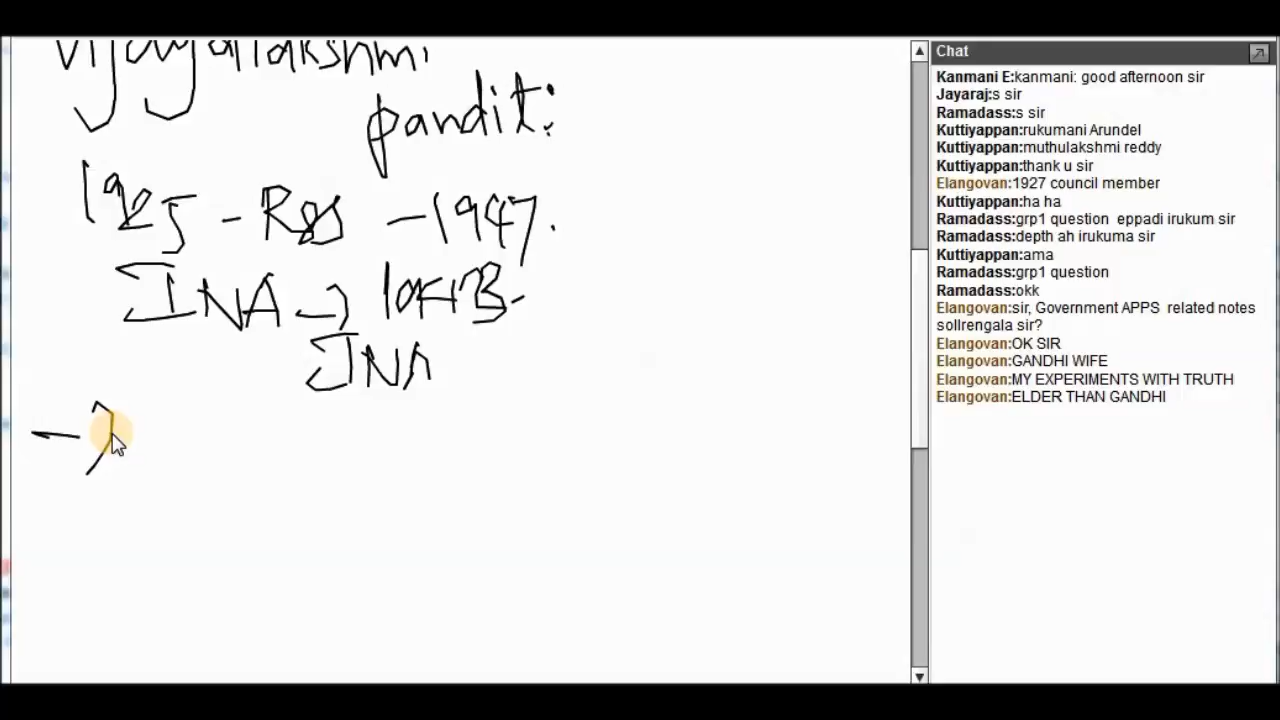 Vijayallakshmi
pandit:
1925 - RSS - 1947.
INA → 1943-
INA
→
Chat
Kanmani E:kanmani: good afternoon sir
Jayaraj:s sir
Ramadass:s sir
Kuttiyappan:rukumani Arundel
Kuttiyappan:muthulakshmi reddy
Kuttiyappan:thank u sir
Elangovan:1927 council member
Kuttiyappan:ha ha
Ramadass:grp1 question eppadi irukum sir
Ramadass:depth ah irukuma sir
Kuttiyappan:ama
Ramadass:grp1 question
Ramadass:okk
Elangovan:sir, Government APPS related notes
sollrengala sir?
Elangovan:OK SIR
Elangovan:GANDHI WIFE
Elangovan:MY EXPERIMENTS WITH TRUTH
Elangovan:ELDER THAN GANDHI